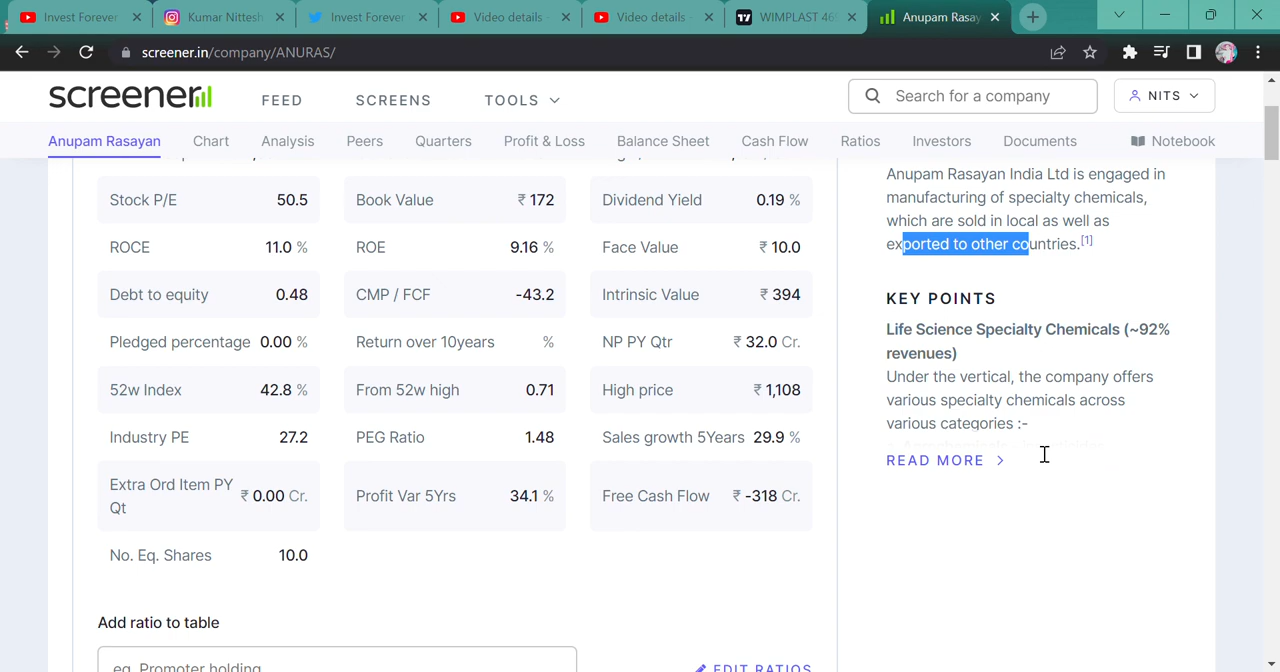 Invest Forever
Kumar Nittesh
Invest Forever
Video details
Video details
WIMPLAST 46
Anupam Rasay
screener.in/company/ANURAS/
screener
FEED SCREENS TOOLS
Search for a company
NITS
Anupam Rasayan Chart Analysis Peers Quarters Profit & Loss Balance Sheet Cash Flow Ratios Investors Documents Notebook
Stock P/E 50.5 Book Value ₹ 172 Dividend Yield 0.19 %
ROCE 11.0 % ROE 9.16 % Face Value ₹ 10.0
Debt to equity 0.48 CMP / FCF -43.2 Intrinsic Value ₹ 394
Pledged percentage 0.00 % Return over 10years % NP PY Qtr ₹ 32.0 Cr.
52w Index 42.8 % From 52w high 0.71 High price ₹ 1,108
Industry PE 27.2 PEG Ratio 1.48 Sales growth 5Years 29.9 %
Extra Ord Item PY
Qt ₹ 0.00 Cr. Profit Var 5Yrs 34.1 % Free Cash Flow ₹ -318 Cr.
No. Eq. Shares 10.0
Add ratio to table
eg. Promoter holding
EDIT RATIOS
Anupam Rasayan India Ltd is engaged in
manufacturing of specialty chemicals,
which are sold in local as well as
exported to other countries.[1]
KEY POINTS
Life Science Specialty Chemicals (~92%
revenues)
Under the vertical, the company offers
various specialty chemicals across
various categories :-
READ MORE